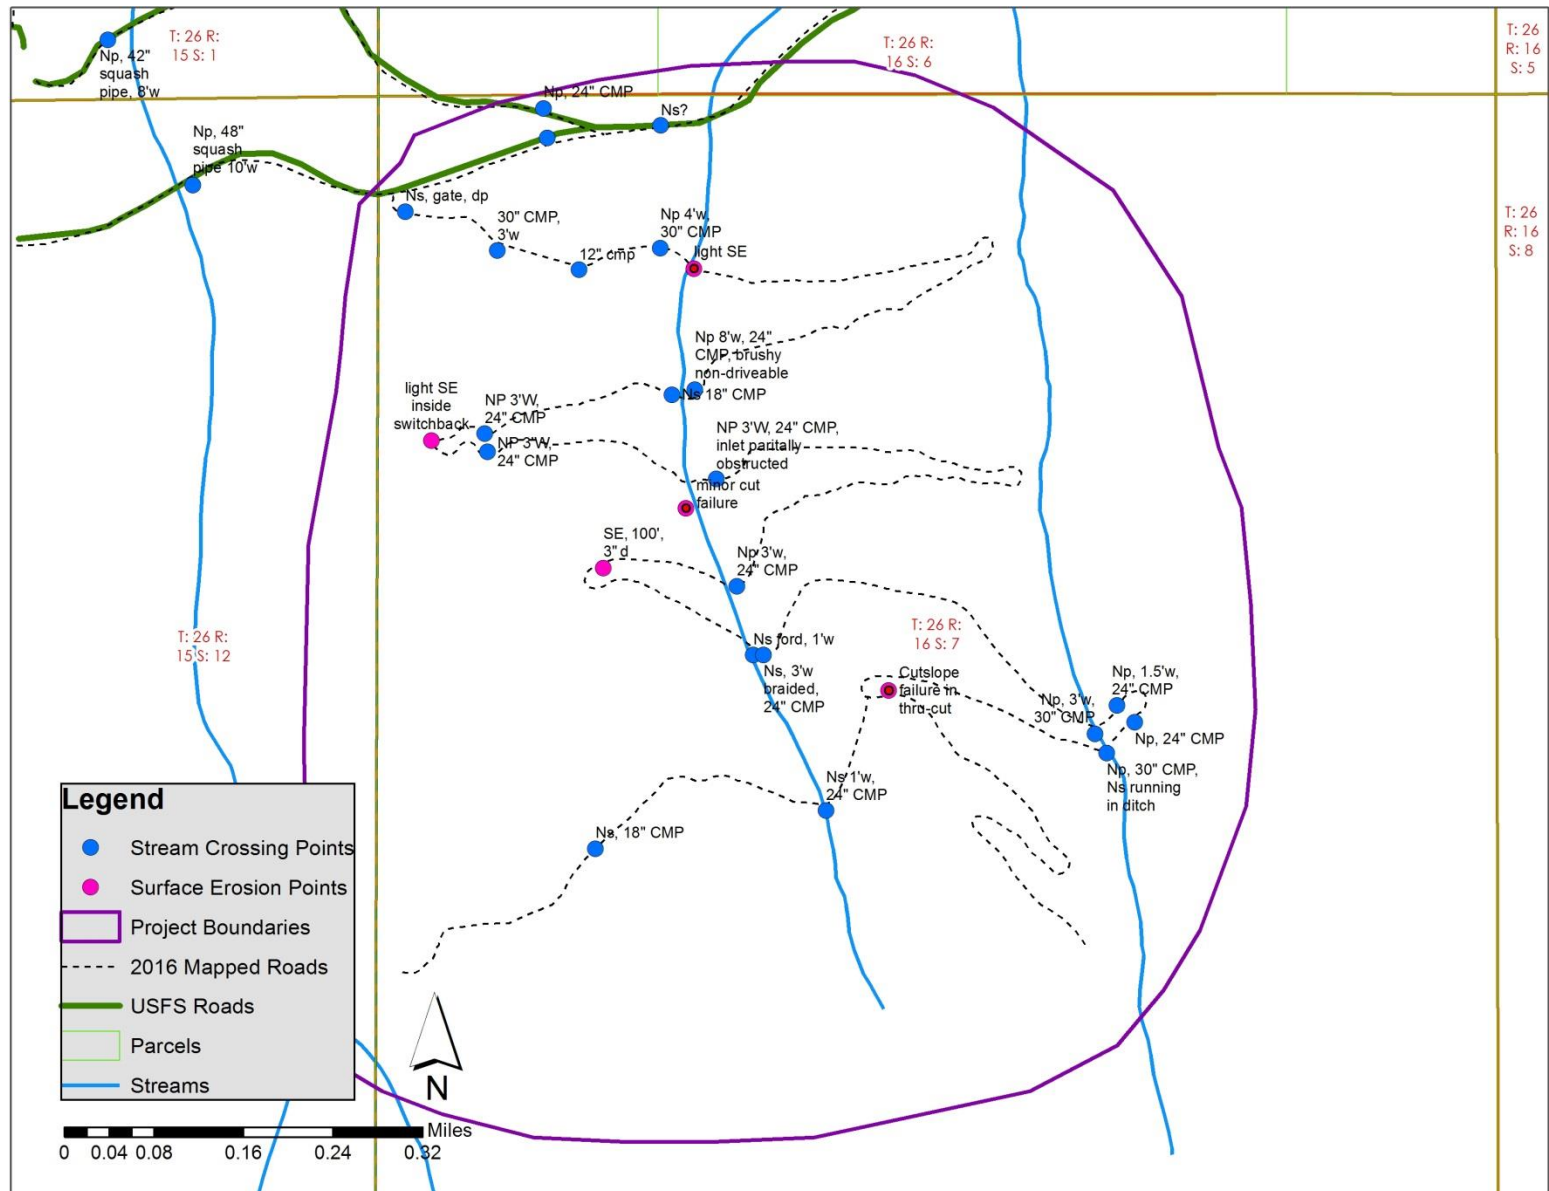 T: 26 R:
15 S: 1
T: 26 R:
16 S: 6
T: 26
R: 16
S: 5
Np, 42"
squash
pipe, 8'w
Np, 24" CMP
Ns?
Np, 48"
squash
pipe 10'w
Ns, gate, dp
30" CMP,
3'w
12" cmp
Np 4'w,
30" CMP
light SE
T: 26
R: 16
S: 8
Np 8'w, 24"
CMP, brushy
non-driveable
Ns 18" CMP
light SE
inside
switchback
NP 3'W,
24" CMP
NP 3"W,
24" CMP
NP 3'W, 24" CMP,
inlet paritally
obstructed
minor cut
failure
SE, 100',
3" d
Np 3'w,
24" CMP
T: 26 R:
15 S: 12
T: 26 R:
16 S: 7
Ns ford, 1'w
Ns, 3'w
braided,
24" CMP
Cutslope
failure in
thru-cut
Np, 1.5'w,
24" CMP
Np, 3'w,
30" CMP
Np, 24" CMP
Np, 30" CMP,
Ns running
in ditch
Ns 1'w,
24" CMP
Ns, 18" CMP
Legend
Stream Crossing Points
Surface Erosion Points
Project Boundaries
2016 Mapped Roads
USFS Roads
Parcels
Streams
N
Miles
0 0.04 0.08 0.16 0.24 0.32